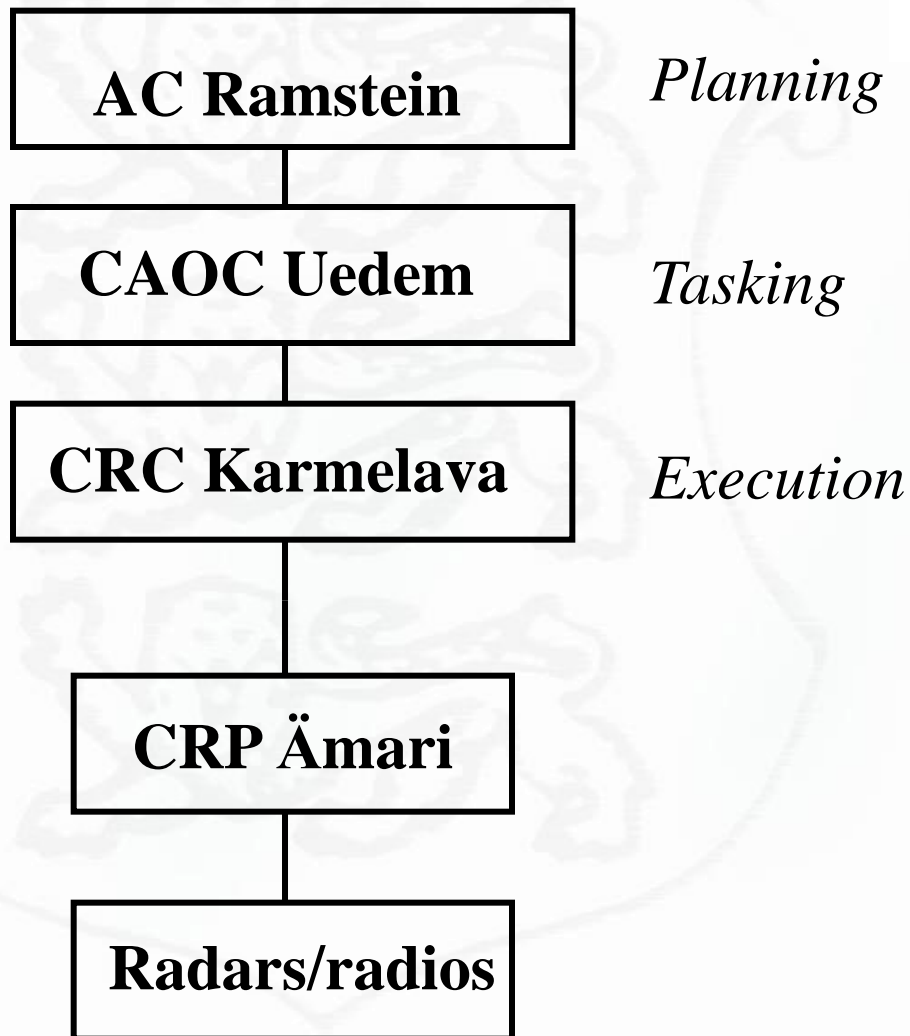 AC Ramstein Planning
CAOC Uedem Tasking
CRC Karmelava Execution
CRP Ämari
Radars/radios